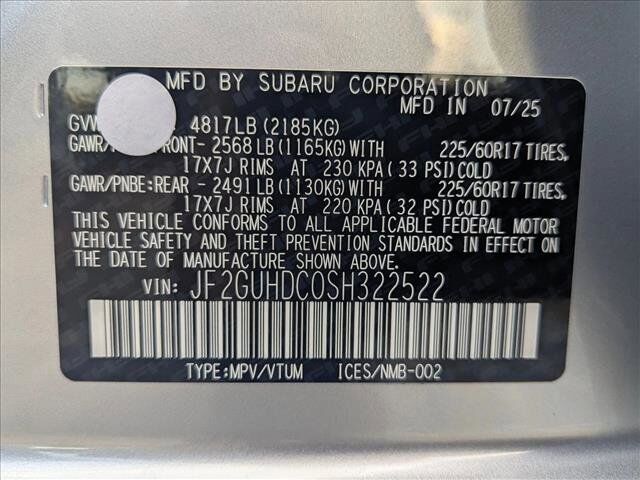 MFD BY SUBARU CORPORATION
MFD IN 07/25
4817LB (2185KG)
GAWR/ -2568 LB (1165KG)WITH 225/60R17 TIRES,
17X7J RIMS AT 230 KPA (33 PSI)COLD
GAWR/PNBE:REAR -2491 LB (1130KG)WITH 225/60R17 TIRES,
17X7J RIMS AT 220 KPA (32 PSI)COLD
THIS VEHICLE CONFORMS TO ALL APPLICABLE FEDERAL MOTOR
VEHICLE SAFETY AND THEFT PREVENTION STANDARDS IN EFFECT ON
THE DATE OF MANUFACTURE SHOWN ABOVE.
VIN: JF2GUHDC0SH322522
TYPE:MPV/VTUM ICES/NMB-002